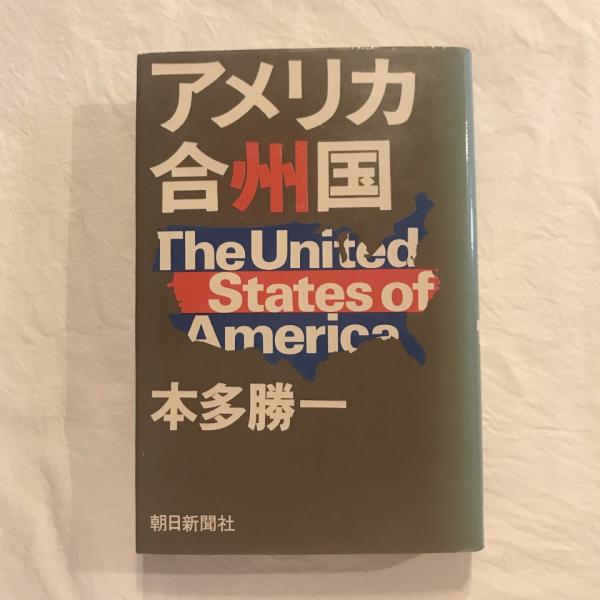 アメリカ
合州国
The United
States of
America
本多勝一
朝日新聞社